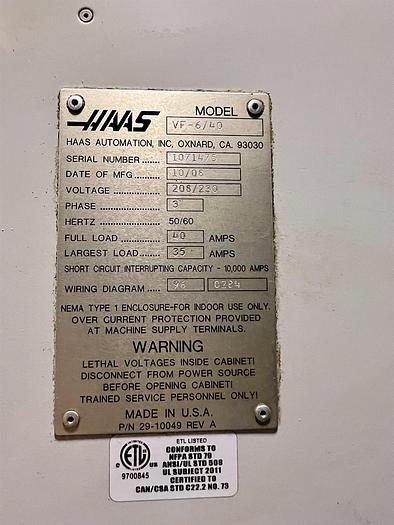 HAAS
MODEL
VF-6/40
HAAS AUTOMATION, INC, OXNARD, CA. 93030
SERIAL NUMBER ....... 1071475
DATE OF MFG ........... 10/08
VOLTAGE .................. 208/230
PHASE ...................... 3
HERTZ 50/60
FULL LOAD ................ 40 AMPS
LARGEST LOAD ........ 35 AMPS
SHORT CIRCUIT INTERRUPTING CAPACITY - 10,000 AMPS
WIRING DIAGRAM ..... 96
NEMA TYPE 1 ENCLOSURE-FOR INDOOR USE ONLY.
OVER CURRENT PROTECTION PROVIDED
AT MACHINE SUPPLY TERMINALS.
WARNING
LETHAL VOLTAGES INSIDE CABINET!
DISCONNECT FROM POWER SOURCE
BEFORE OPENING CABINET!
TRAINED SERVICE PERSONNEL ONLY!
MADE IN U.S.A.
P/N 29-10049 REV A
ETL LISTED
CONFORMS TO
NFPA STD 79
ANSI/UL STD 508
UL SUBJECT 2011
CERTIFIED TO
CAN/CSA STD C22.2 NO. 73
C ETL US
9700845